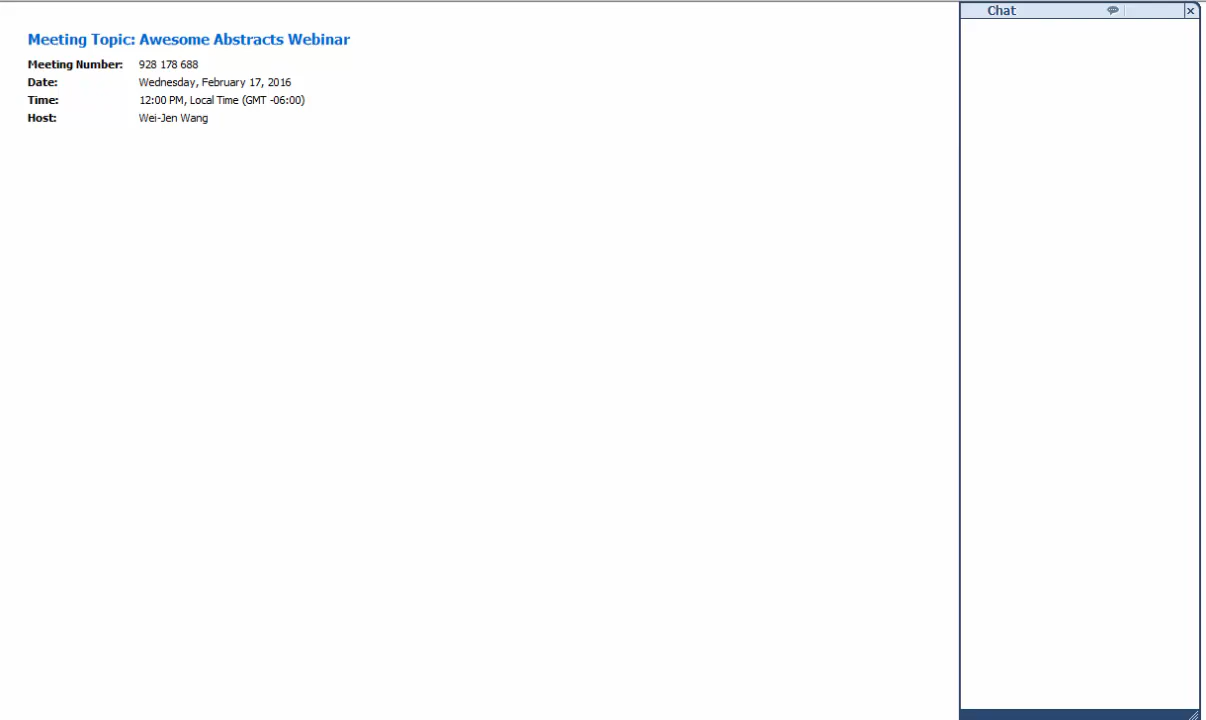 Chat
Meeting Topic: Awesome Abstracts Webinar
Meeting Number: 928 178 688
Date: Wednesday, February 17, 2016
Time: 12:00 PM, Local Time (GMT -06:00)
Host: Wei-Jen Wang